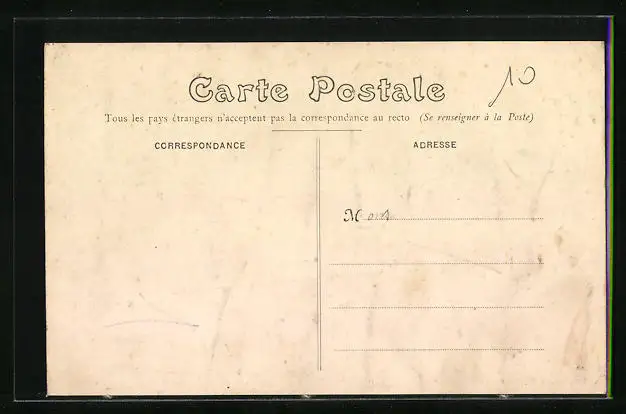 Carte Postale
10
Tous les pays étrangers n'acceptent pas la correspondance au recto (Se renseigner à la Poste)
CORRESPONDANCE
ADRESSE
M